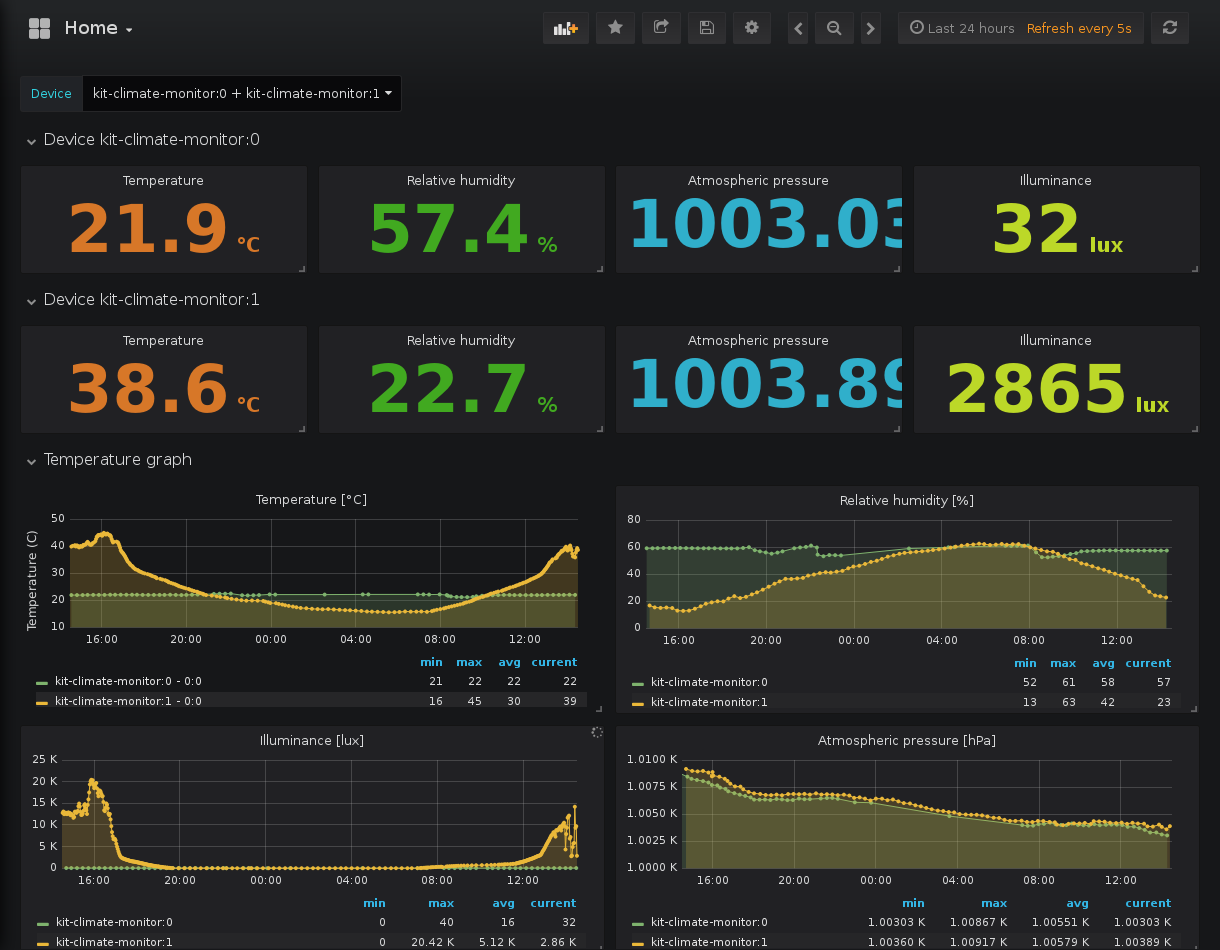 Home
Last 24 hours Refresh every 5s
Device kit-climate-monitor:0 + kit-climate-monitor:1
Device kit-climate-monitor:0
Temperature Relative humidity Atmospheric pressure Illuminance
21.9 °C 57.4 % 1003.03 32 lux
Device kit-climate-monitor:1
Temperature Relative humidity Atmospheric pressure Illuminance
38.6 °C 22.7 % 1003.89 2865 lux
Temperature graph
Temperature [°C]
Temperature (C)
50
40
30
20
10
16:00 20:00 00:00 04:00 08:00 12:00
min max avg current
kit-climate-monitor:0 - 0:0 21 22 22 22
kit-climate-monitor:1 - 0:0 16 45 30 39
Relative humidity [%]
80
60
40
20
0
16:00 20:00 00:00 04:00 08:00 12:00
min max avg current
kit-climate-monitor:0 52 61 58 57
kit-climate-monitor:1 13 63 42 23
Illuminance [lux]
25 K
20 K
15 K
10 K
5 K
0
16:00 20:00 00:00 04:00 08:00 12:00
min max avg current
kit-climate-monitor:0 0 40 16 32
kit-climate-monitor:1 0 20.42 K 5.12 K 2.86 K
Atmospheric pressure [hPa]
1.0100 K
1.0075 K
1.0050 K
1.0025 K
1.0000 K
16:00 20:00 00:00 04:00 08:00 12:00
min max avg current
kit-climate-monitor:0 1.00303 K 1.00867 K 1.00551 K 1.00303 K
kit-climate-monitor:1 1.00360 K 1.00917 K 1.00579 K 1.00389 K